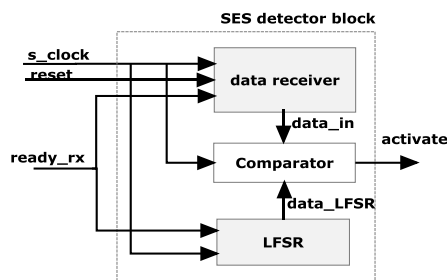 SES detector block
s_clock
reset
data receiver
data_in
activate
ready_rx
Comparator
data_LFSR
LFSR